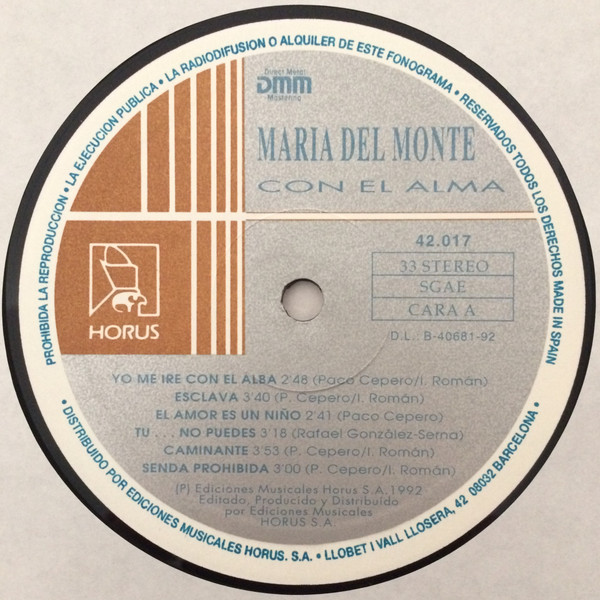 PROHIBIDA LA REPRODUCCION • LA EJECUCION PUBLICA • LA RADIODIFUSION O ALQUILER DE ESTE FONOGRAMA • RESERVADOS TODOS LOS DERECHOS MADE IN SPAIN
Direct Metal
DMM
Mastering
MARIA DEL MONTE
CON EL ALMA
42.017
33 STEREO
SGAE
CARA A
D.L. B-40681-92
HORUS
YO ME IRE CON EL ALBA 2'48 (Paco Cepero/I. Román)
ESCLAVA 3'40 (P. Cepero/I. Román)
EL AMOR ES UN NIÑO 2'41 (Paco Cepero)
TU . . . NO PUEDES 3'18 (Rafael González-Serna)
CAMINANTE 3'53 (P. Cepero/I. Román)
SENDA PROHIBIDA 3'00 (P. Cepero/I. Román)
(P) Ediciones Musicales Horus S.A. 1992
Editado, Producido y Distribuído
por Ediciones Musicales
HORUS S.A.
• DISTRIBUIDO POR EDICIONES MUSICALES HORUS. S.A. • LLOBET I VALL LLOSERA, 42 08032 BARCELONA •